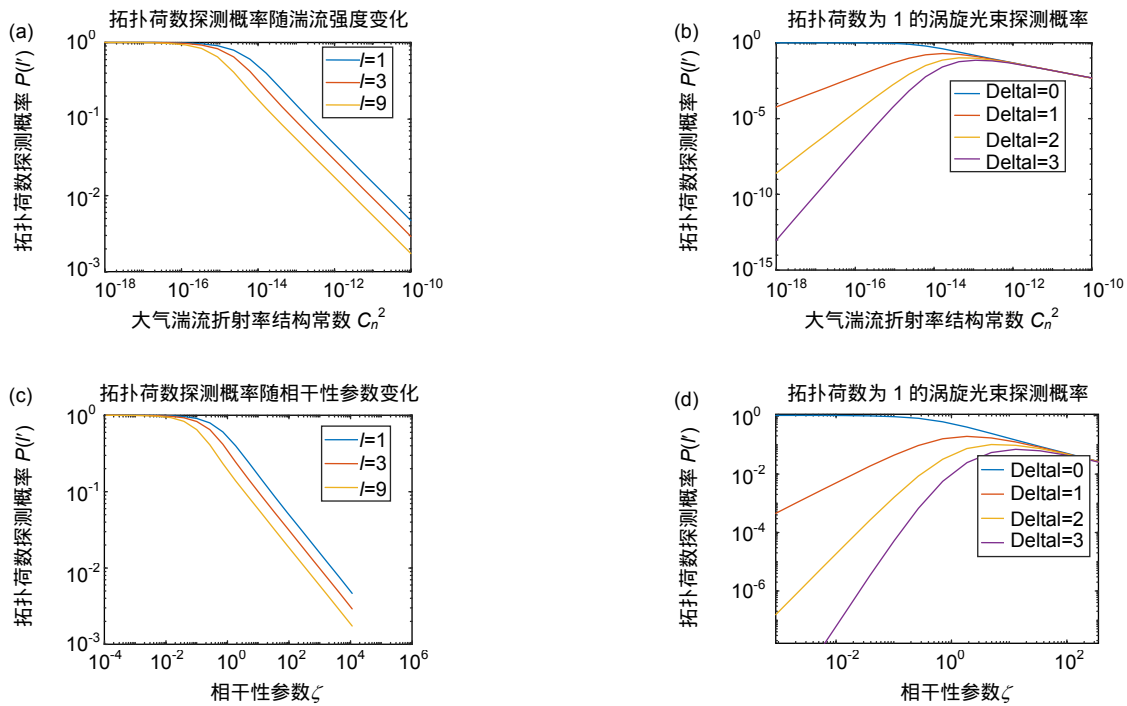 (a)
拓扑荷数探测概率随湍流强度变化
拓扑荷数探测概率 P(l')
10^0
10^-1
10^-2
10^-3
l=1
l=3
l=9
10^-18
10^-16
10^-14
10^-12
10^-10
大气湍流折射率结构常数 C_n^2
(b)
拓扑荷数为 1 的涡旋光束探测概率
拓扑荷数探测概率 P(l')
10^0
10^-5
10^-10
10^-15
Deltal=0
Deltal=1
Deltal=2
Deltal=3
10^-18
10^-16
10^-14
10^-12
10^-10
大气湍流折射率结构常数 C_n^2
(c)
拓扑荷数探测概率随相干性参数变化
拓扑荷数探测概率 P(l')
10^0
10^-1
10^-2
10^-3
l=1
l=3
l=9
10^-4
10^-2
10^0
10^2
10^4
10^6
相干性参数ζ
(d)
拓扑荷数为 1 的涡旋光束探测概率
拓扑荷数探测概率 P(l')
10^0
10^-2
10^-4
10^-6
Deltal=0
Deltal=1
Deltal=2
Deltal=3
10^-2
10^0
10^2
相干性参数ζ